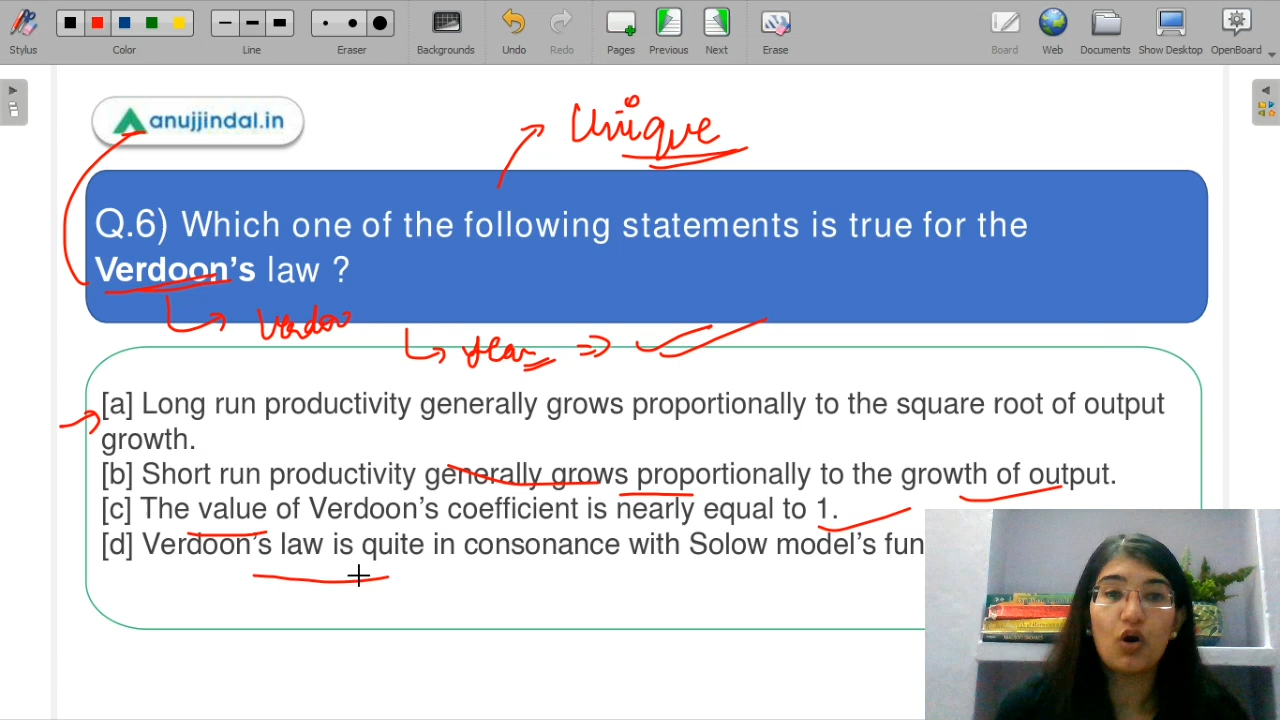 Stylus
Color
Line
Eraser
Backgrounds
Undo
Redo
Pages
Previous
Next
Erase
Board
Web
Documents
Show Desktop
OpenBoard
anujjindal.in
Unique
Q.6) Which one of the following statements is true for the
Verdoon's law ?
[a] Long run productivity generally grows proportionally to the square root of output
growth.
[b] Short run productivity generally grows proportionally to the growth of output.
[c] The value of Verdoon's coefficient is nearly equal to 1.
[d] Verdoon's law is quite in consonance with Solow model's fun